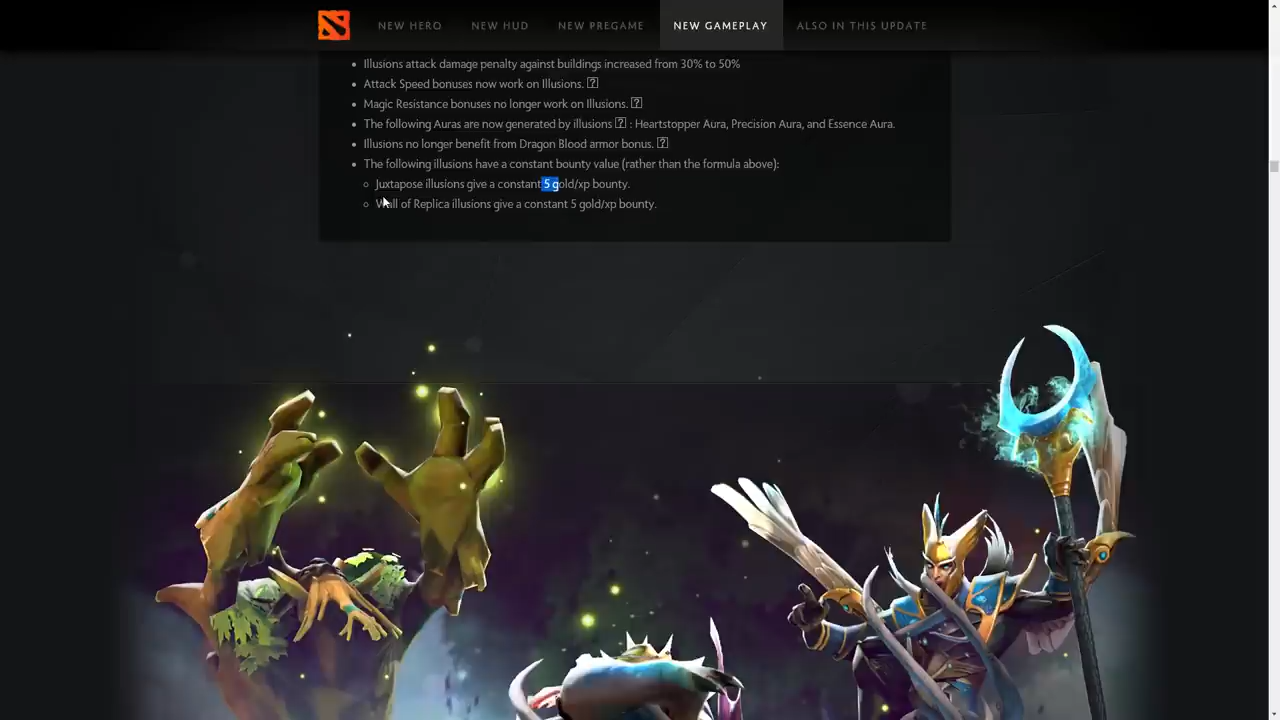 NEW HERO NEW HUD NEW PREGAME NEW GAMEPLAY ALSO IN THIS UPDATE
Illusions attack damage penalty against buildings increased from 30% to 50%
Attack Speed bonuses now work on Illusions. ?
Magic Resistance bonuses no longer work on Illusions. ?
The following Auras are now generated by illusions ? : Heartstopper Aura, Precision Aura, and Essence Aura.
Illusions no longer benefit from Dragon Blood armor bonus. ?
The following illusions have a constant bounty value (rather than the formula above):
Juxtapose illusions give a constant 5 gold/xp bounty.
Wall of Replica illusions give a constant 5 gold/xp bounty.